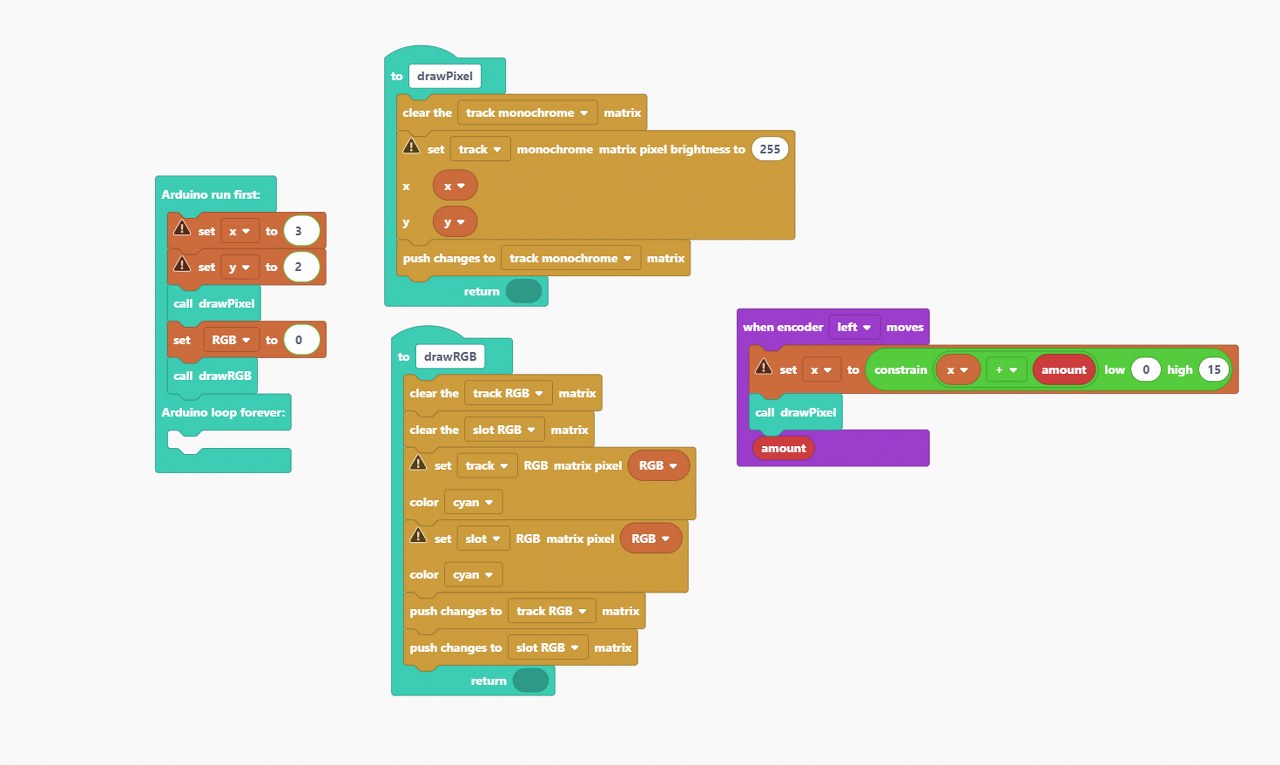 Arduino run first:
set x to 3
set y to 2
call drawPixel
set RGB to 0
call drawRGB
Arduino loop forever:
to drawPixel
clear the track monochrome matrix
set track monochrome matrix pixel brightness to 255
x x
y y
push changes to track monochrome matrix
return
to drawRGB
clear the track RGB matrix
clear the slot RGB matrix
set track RGB matrix pixel RGB
color cyan
set slot RGB matrix pixel RGB
color cyan
push changes to track RGB matrix
push changes to slot RGB matrix
return
when encoder left moves
set x to constrain x + amount low 0 high 15
call drawPixel
amount